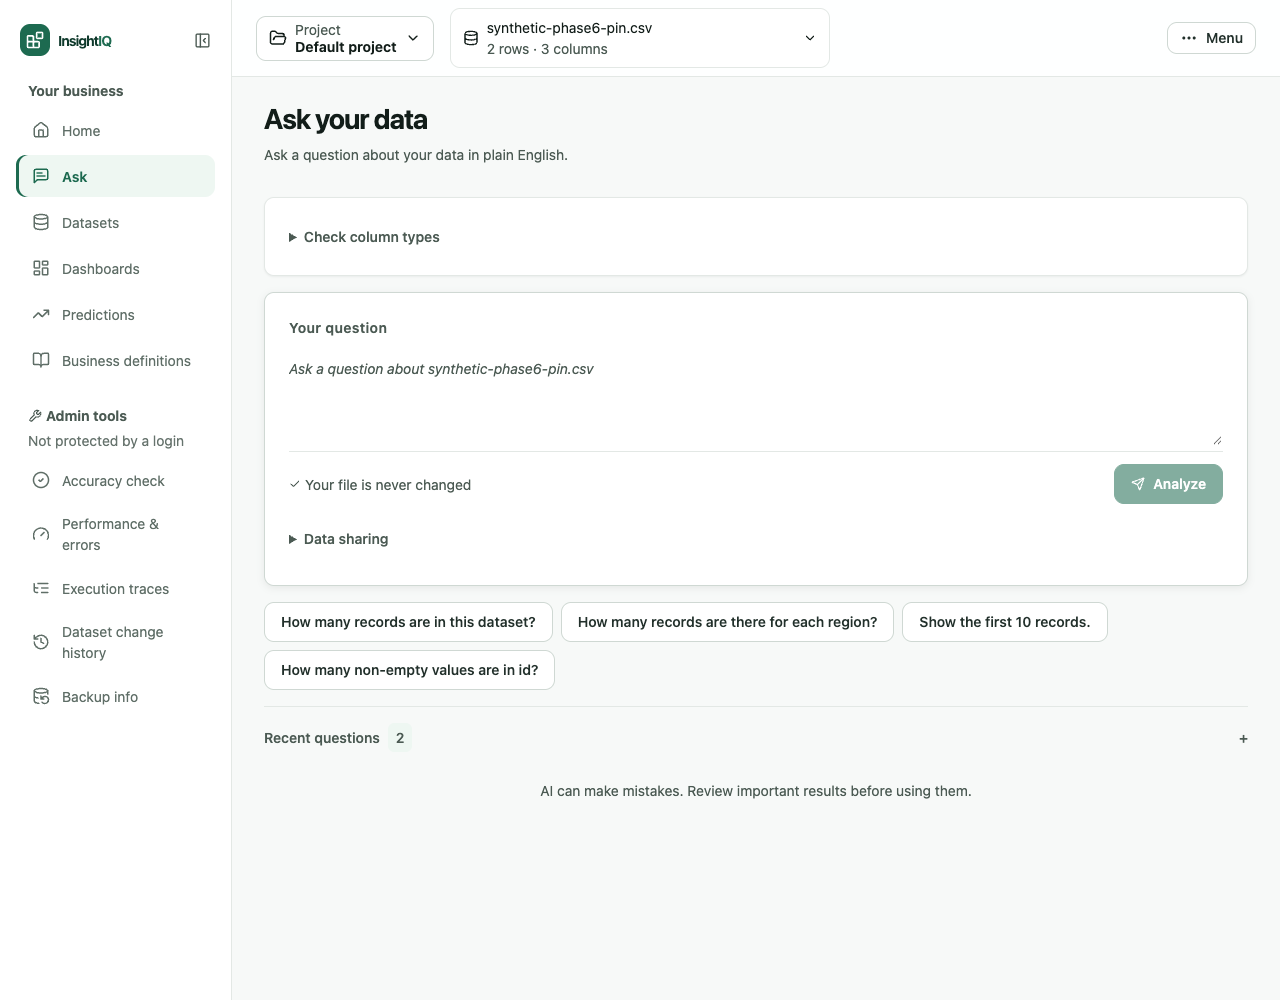 InsightIQ
Your business
Home
Ask
Datasets
Dashboards
Predictions
Business definitions
Admin tools
Not protected by a login
Accuracy check
Performance &
errors
Execution traces
Dataset change
history
Backup info
Project
Default project
synthetic-phase6-pin.csv
2 rows · 3 columns
Menu
Ask your data
Ask a question about your data in plain English.
Check column types
Your question
Ask a question about synthetic-phase6-pin.csv
Your file is never changed
Analyze
Data sharing
How many records are in this dataset?
How many records are there for each region?
Show the first 10 records.
How many non-empty values are in id?
Recent questions 2
+
AI can make mistakes. Review important results before using them.